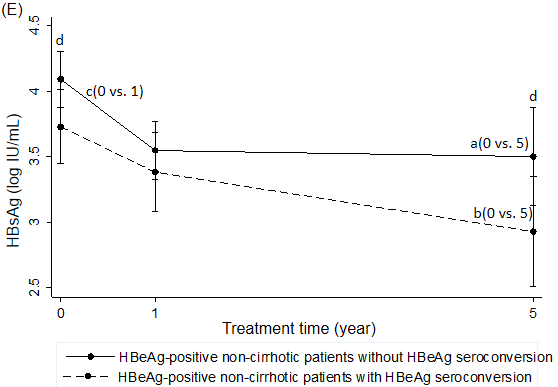 (E)
HBsAg (log IU/mL)
4.5
4
3.5
3
2.5
d
c(0 vs. 1)
d
a(0 vs. 5)
b(0 vs. 5)
0 1 5
Treatment time (year)
HBeAg-positive non-cirrhotic patients without HBeAg seroconversion
HBeAg-positive non-cirrhotic patients with HBeAg seroconversion